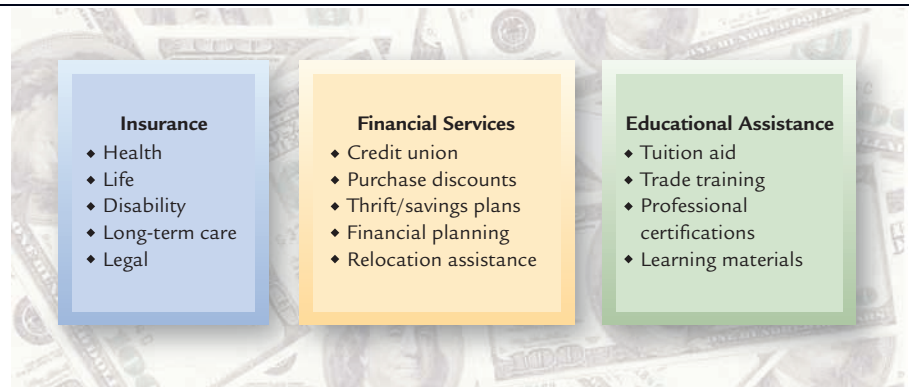 Insurance
◆ Health
◆ Life
◆ Disability
◆ Long-term care
◆ Legal
Financial Services
◆ Credit union
◆ Purchase discounts
◆ Thrift/savings plans
◆ Financial planning
◆ Relocation assistance
Educational Assistance
◆ Tuition aid
◆ Trade training
◆ Professional
certifications
◆ Learning materials